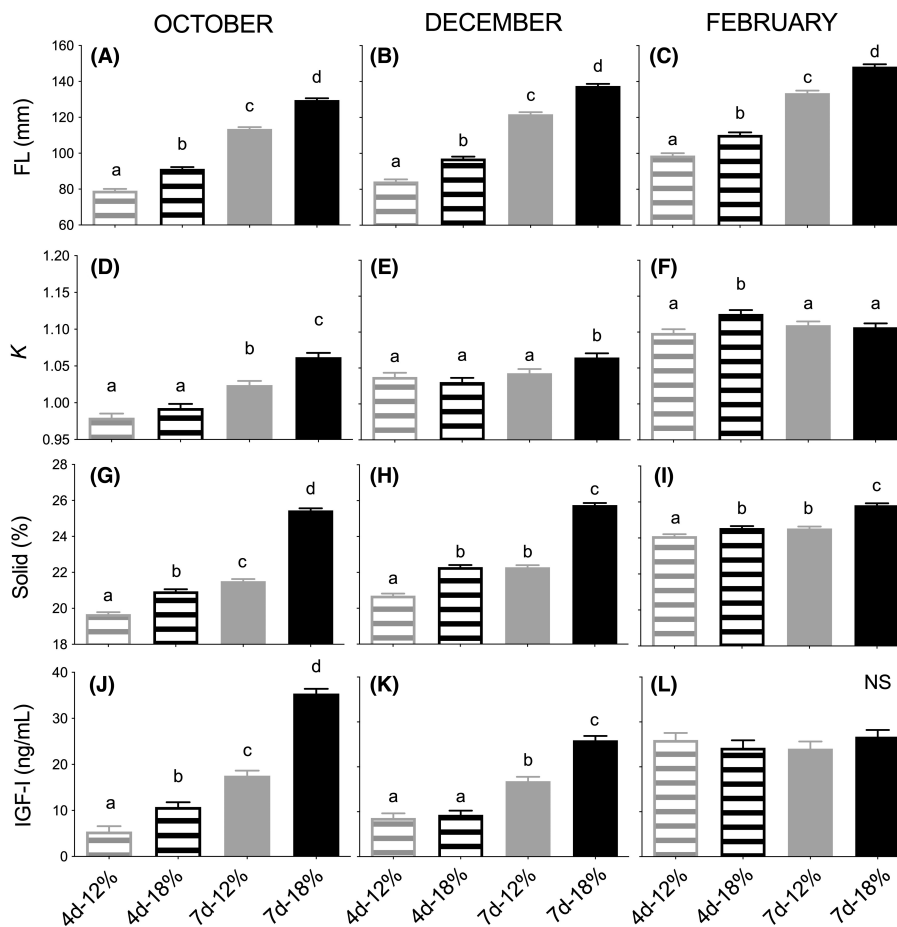 OCTOBER DECEMBER FEBRUARY
(A) (B) (C)
FL (mm)
160
140
120
100
80
60
a b c d
a b c d
a b c d
(D) (E) (F)
K
1.20
1.15
1.10
1.05
1.00
0.95
a a b c
a a a b
a b a a
(G) (H) (I)
Solid (%)
28
26
24
22
20
18
a b c d
a b b c
a b b c
(J) (K) (L)
IGF-I (ng/mL)
40
30
20
10
0
a b c d
a a b c
NS
4d-12% 4d-18% 7d-12% 7d-18% 4d-12% 4d-18% 7d-12% 7d-18% 4d-12% 4d-18% 7d-12% 7d-18%